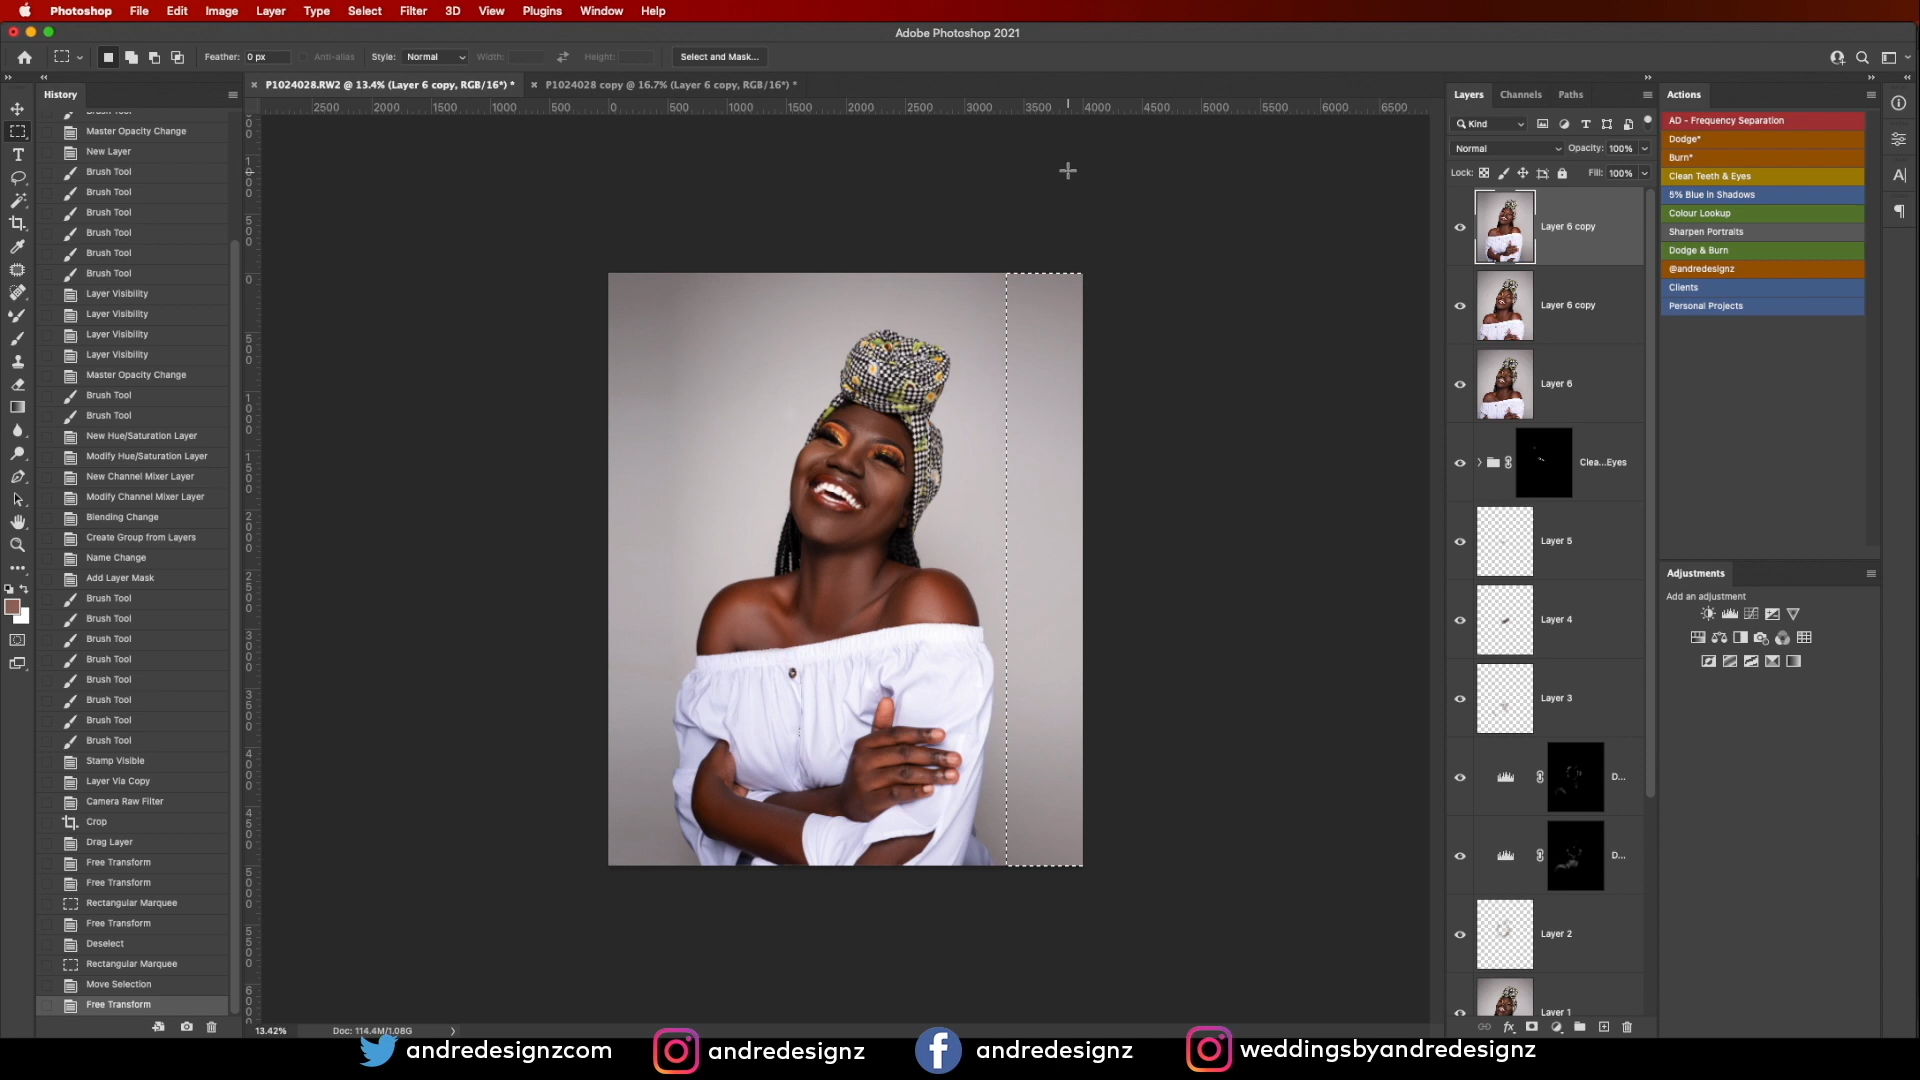 Photoshop File Edit Image Layer Type Select Filter 3D View Plugins Window Help
Adobe Photoshop 2021
Feather: 0 px Anti-alias Style: Normal Width: Height: Select and Mask...
P1024028.RW2 @ 13.4% (Layer 6 copy, RGB/16*) * P1024028 copy @ 16.7% (Layer 6 copy, RGB/16*) *
2500 2000 1500 1000 500 0 500 1000 1500 2000 2500 3000 3500 4000 4500 5000 5500 6000 6500
History
Brush Tool
Master Opacity Change
New Layer
Brush Tool
Brush Tool
Brush Tool
Brush Tool
Brush Tool
Brush Tool
Layer Visibility
Layer Visibility
Layer Visibility
Layer Visibility
Master Opacity Change
Brush Tool
Brush Tool
New Hue/Saturation Layer
Modify Hue/Saturation Layer
New Channel Mixer Layer
Modify Channel Mixer Layer
Blending Change
Create Group from Layers
Name Change
Add Layer Mask
Brush Tool
Brush Tool
Brush Tool
Brush Tool
Brush Tool
Brush Tool
Brush Tool
Brush Tool
Stamp Visible
Layer Via Copy
Camera Raw Filter
Crop
Drag Layer
Free Transform
Free Transform
Rectangular Marquee
Free Transform
Deselect
Rectangular Marquee
Move Selection
Free Transform
13.42% Doc: 114.4M/1.08G
Layers Channels Paths
Kind
Normal Opacity: 100%
Lock: Fill: 100%
Layer 6 copy
Layer 6 copy
Layer 6
Clea...Eyes
Layer 5
Layer 4
Layer 3
D...
D...
Layer 2
Layer 1
Actions
AD - Frequency Separation
Dodge*
Burn*
Clean Teeth & Eyes
5% Blue in Shadows
Colour Lookup
Sharpen Portraits
Dodge & Burn
@andredesignz
Clients
Personal Projects
Adjustments
Add an adjustment
andredesignzcom andredesignz andredesignz weddingsbyandredesignz